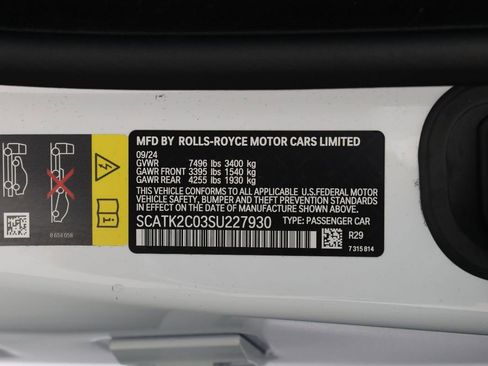 MFD BY ROLLS-ROYCE MOTOR CARS LIMITED
09/24
GVWR 7496 lbs 3400 kg
GAWR FRONT 3395 lbs 1540 kg
GAWR REAR 4255 lbs 1930 kg
THIS VEHICLE CONFORMS TO ALL APPLICABLE U.S.FEDERAL MOTOR
VEHICLE SAFETY, BUMPER, AND THEFT PREVENTION STANDARDS IN
EFFECT ON THE DATE OF MANUFACTURE SHOWN ABOVE.
SCATK2C03SU227930 TYPE: PASSENGER CAR
R29
7 315 814
8 654 058